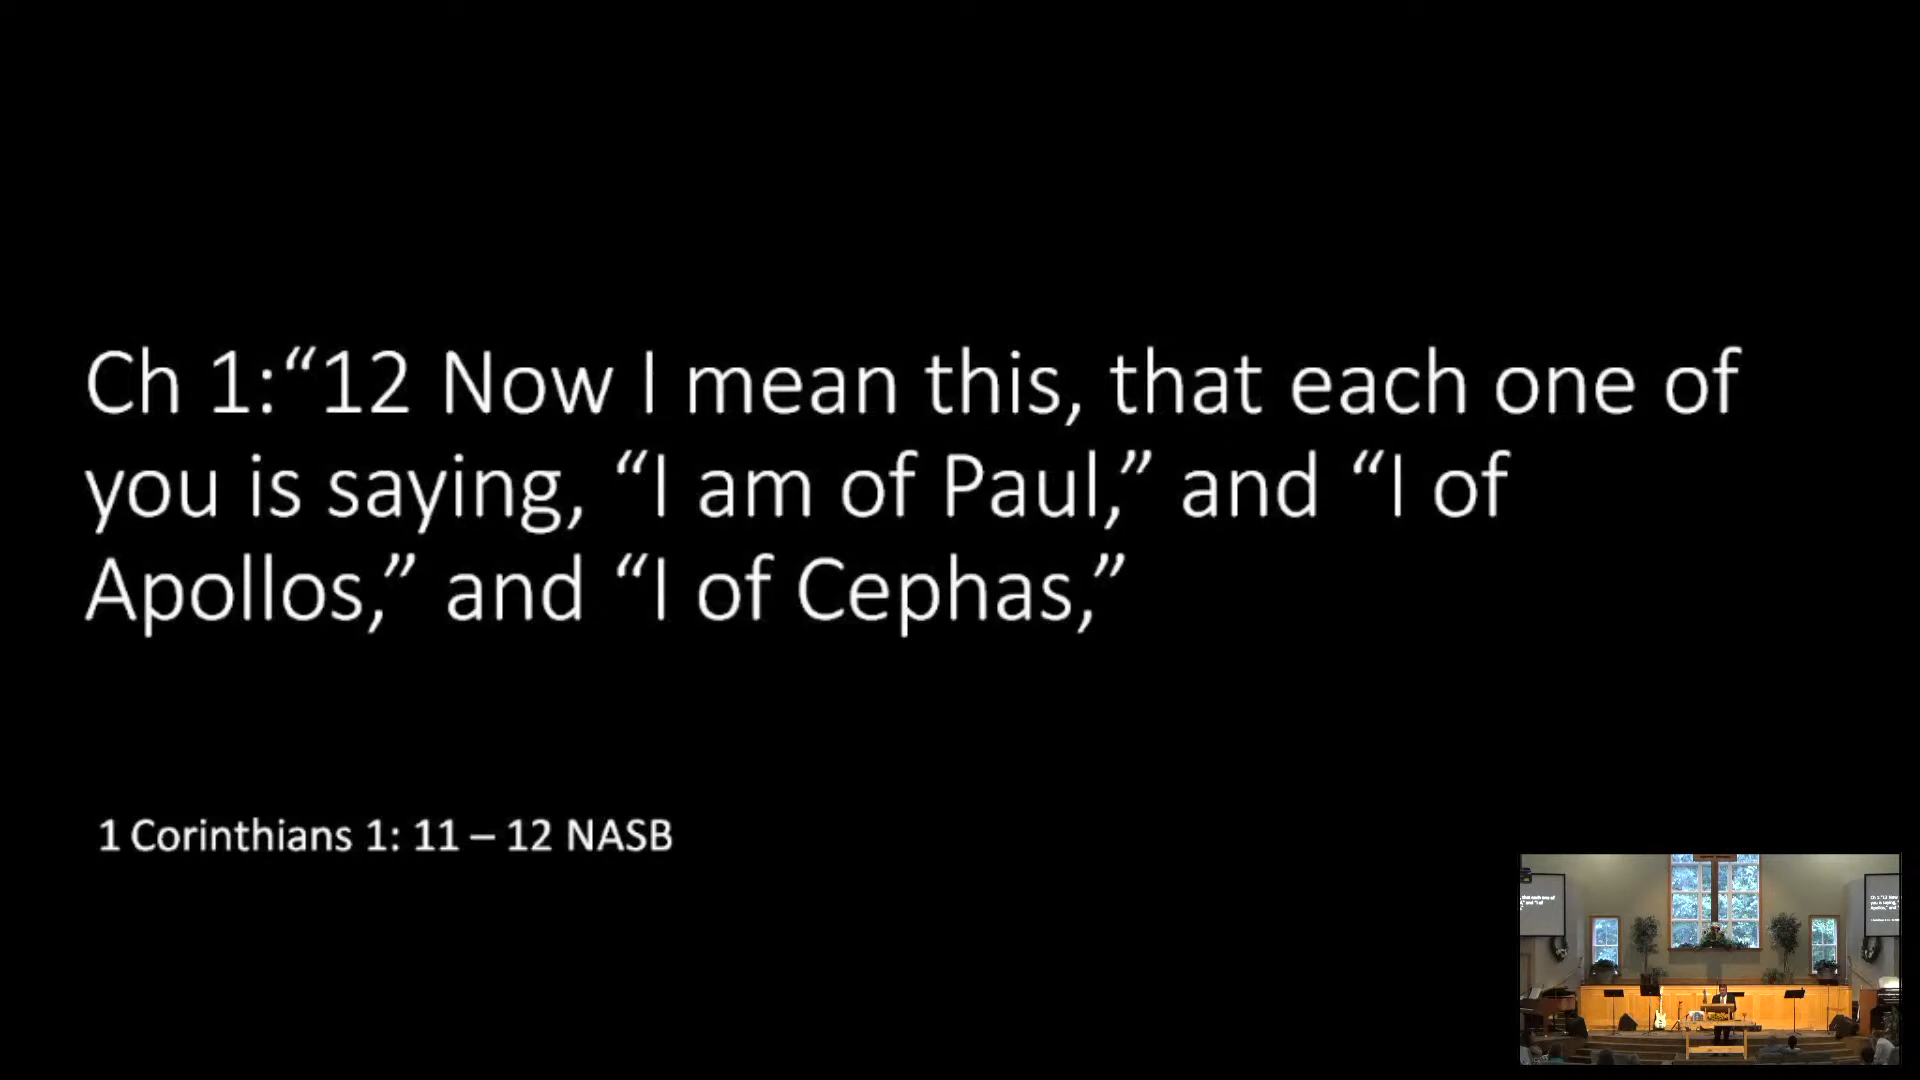 Ch 1:“12 Now I mean this, that each one of
you is saying, “I am of Paul,” and “I of
Apollos,” and “I of Cephas,”
1 Corinthians 1: 11 – 12 NASB